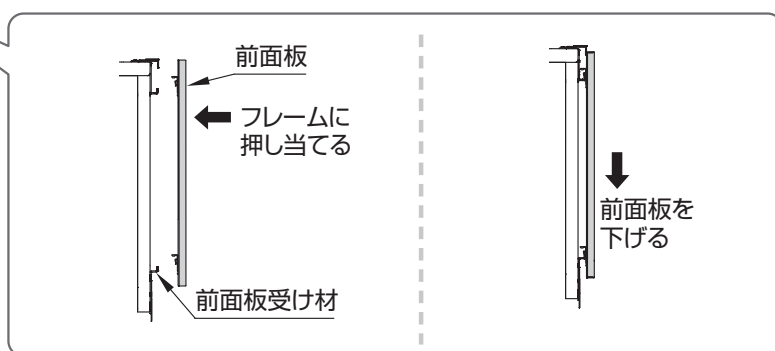 前面板
フレームに
押し当てる
前面板受け材
前面板を
下げる